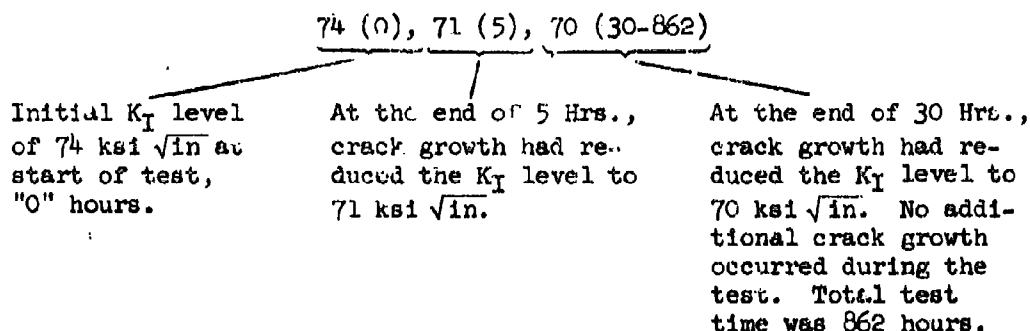 74 (0), 71 (5), 70 (30-862)
Initial K_I level
of 74 ksi √in at
start of test,
"0" hours.
At the end of 5 Hrs.,
crack growth had re-
duced the K_I level to
71 ksi √in.
At the end of 30 Hrs.,
crack growth had re-
duced the K_I level to
70 ksi √in. No addi-
tional crack growth
occurred during the
test. Total test
time was 862 hours.